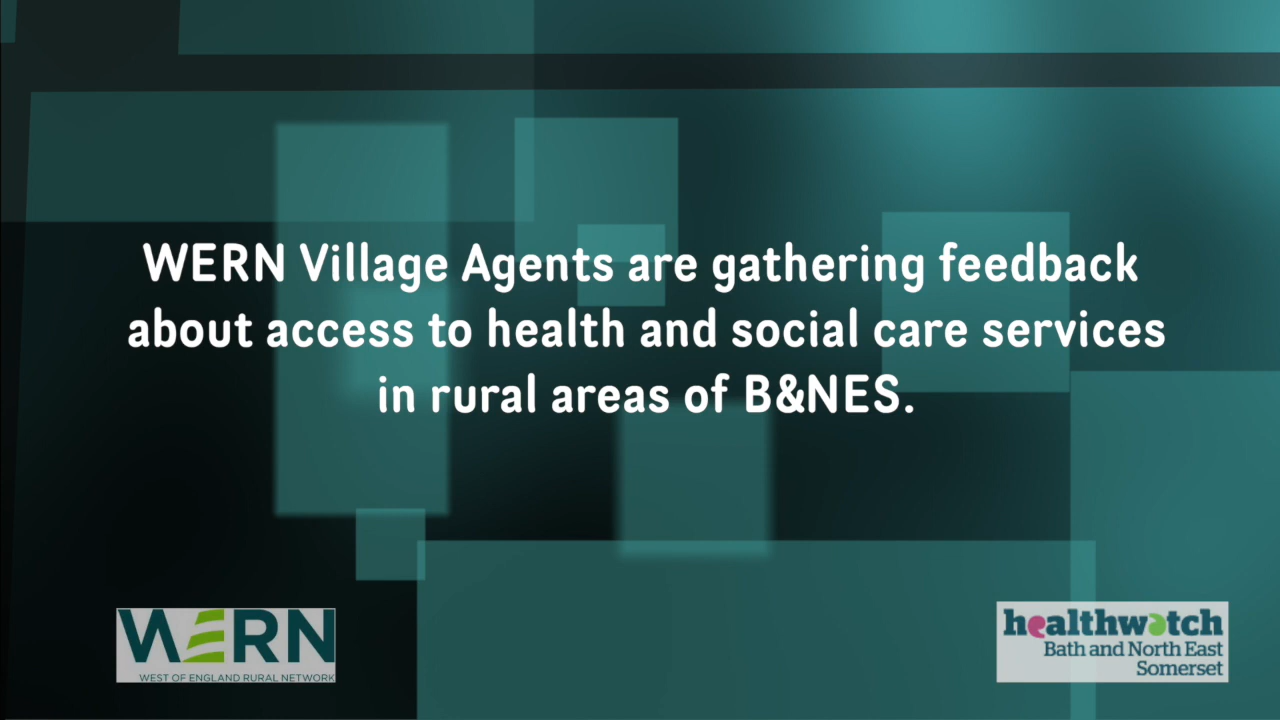 WERN Village Agents are gathering feedback
about access to health and social care services
in rural areas of B&NES.
WERN
WEST OF ENGLAND RURAL NETWORK
healthwatch
Bath and North East
Somerset